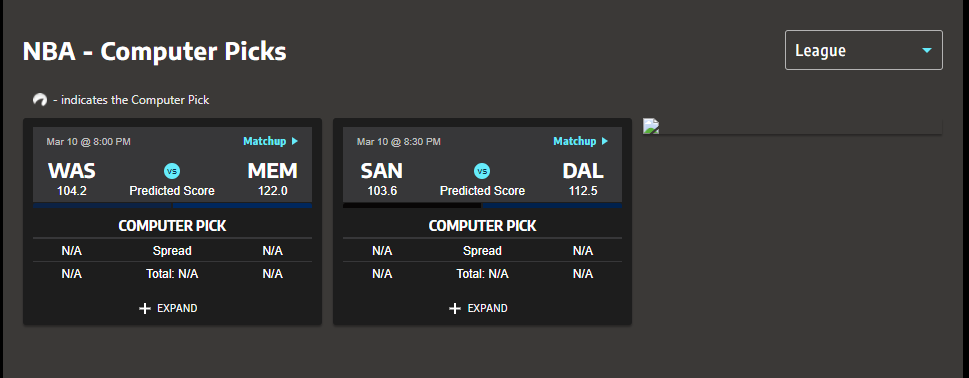 NBA - Computer Picks
League
- indicates the Computer Pick
Mar 10 @ 8:00 PM Matchup
WAS vs MEM
104.2 Predicted Score 122.0
COMPUTER PICK
N/A Spread N/A
N/A Total: N/A N/A
EXPAND
Mar 10 @ 8:30 PM Matchup
SAN vs DAL
103.6 Predicted Score 112.5
COMPUTER PICK
N/A Spread N/A
N/A Total: N/A N/A
EXPAND